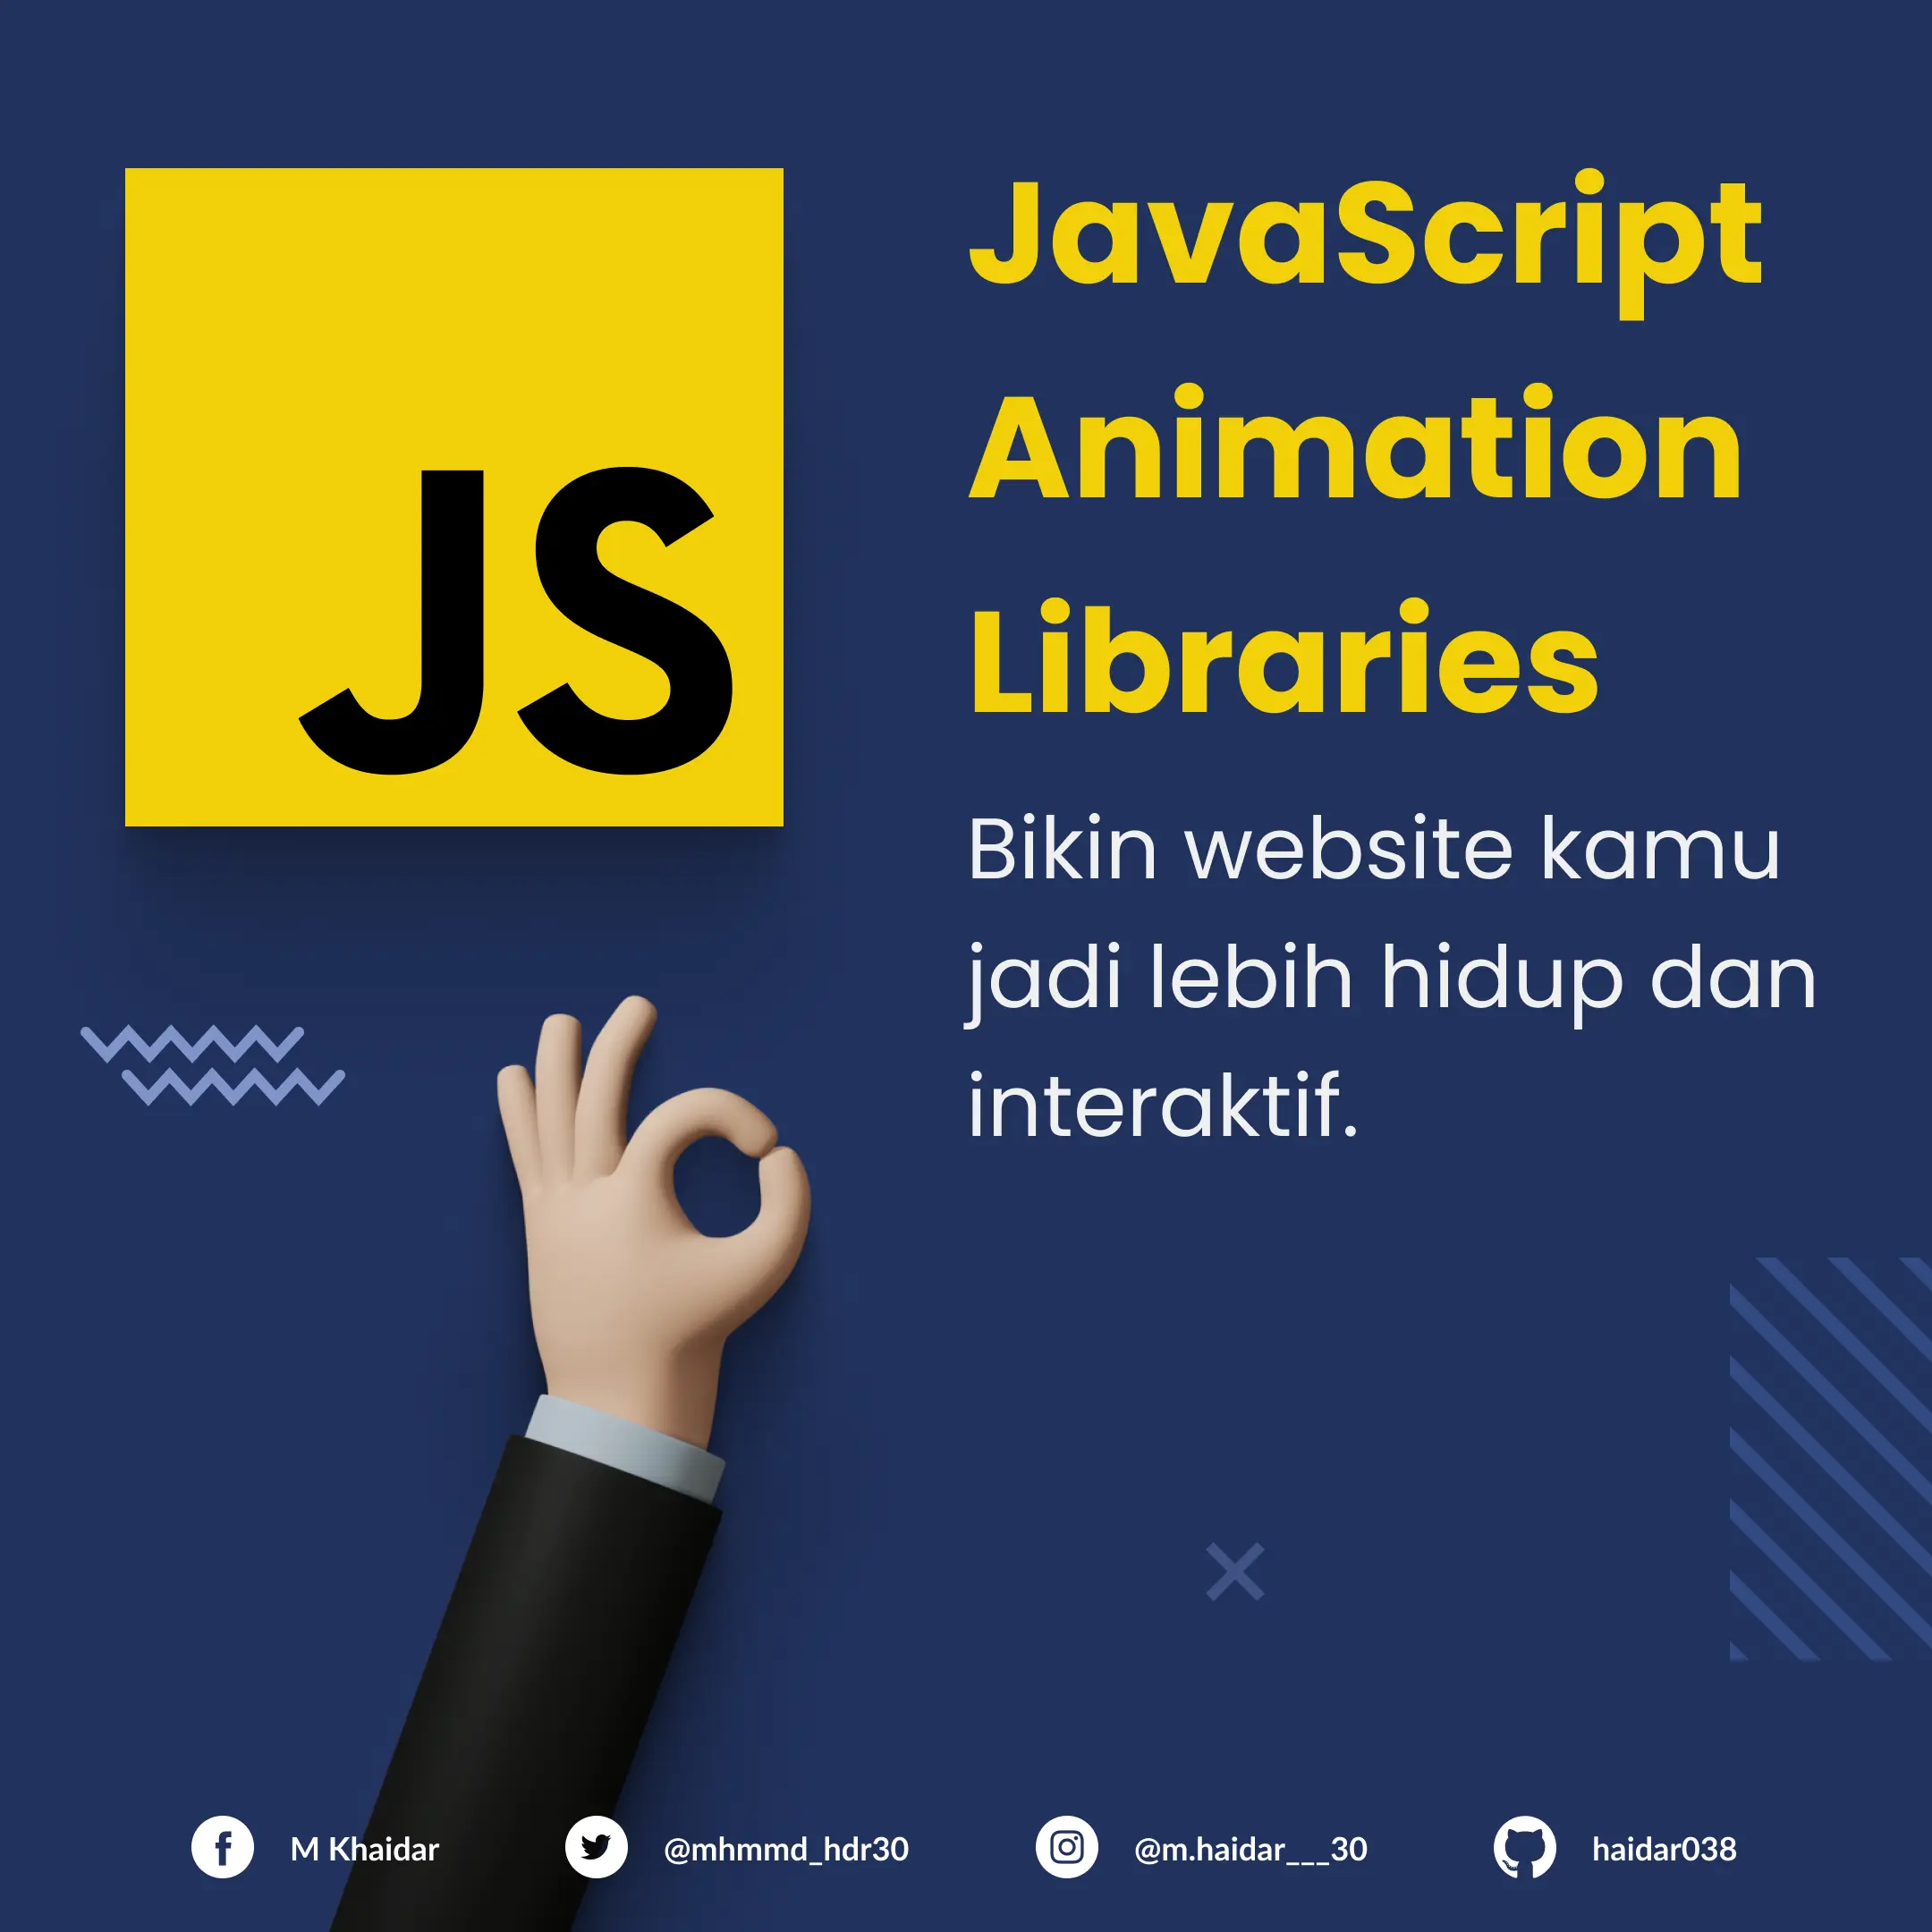 JS
JavaScript
Animation
Libraries
Bikin website kamu
jadi lebih hidup dan
interaktif.
M Khaidar
@mhmmd_hdr30
@m.haidar___30
haidar038